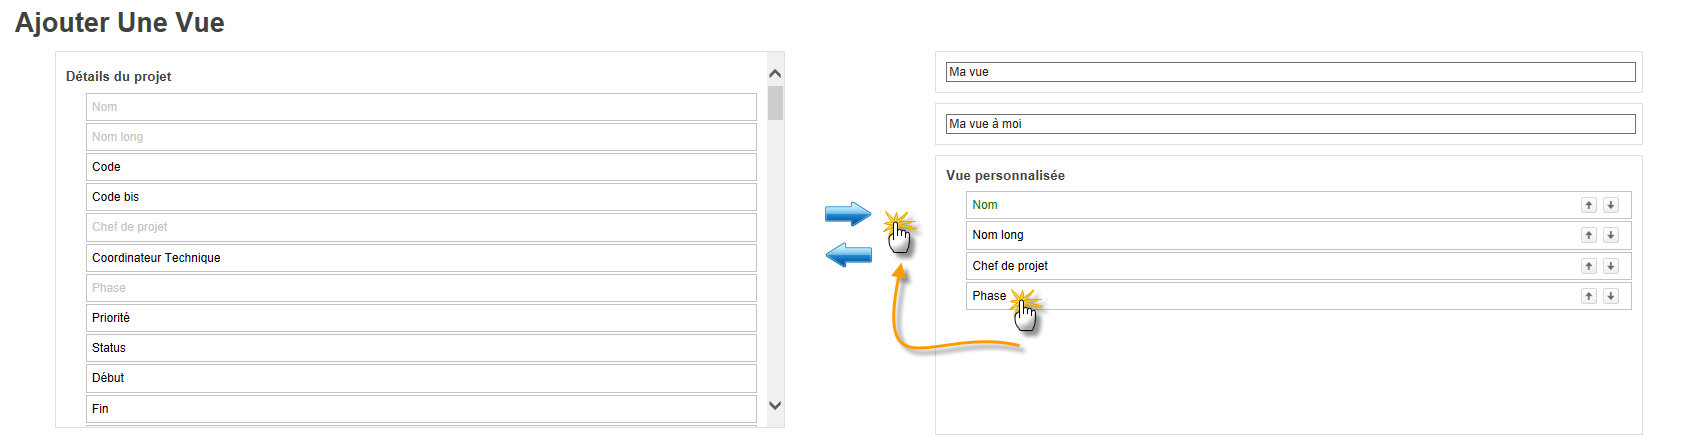 Ajouter Une Vue
Détails du projet
Nom
Nom long
Code
Code bis
Chef de projet
Coordinateur Technique
Phase
Priorité
Status
Début
Fin
Ma vue
Ma vue à moi
Vue personnalisée
Nom
Nom long
Chef de projet
Phase